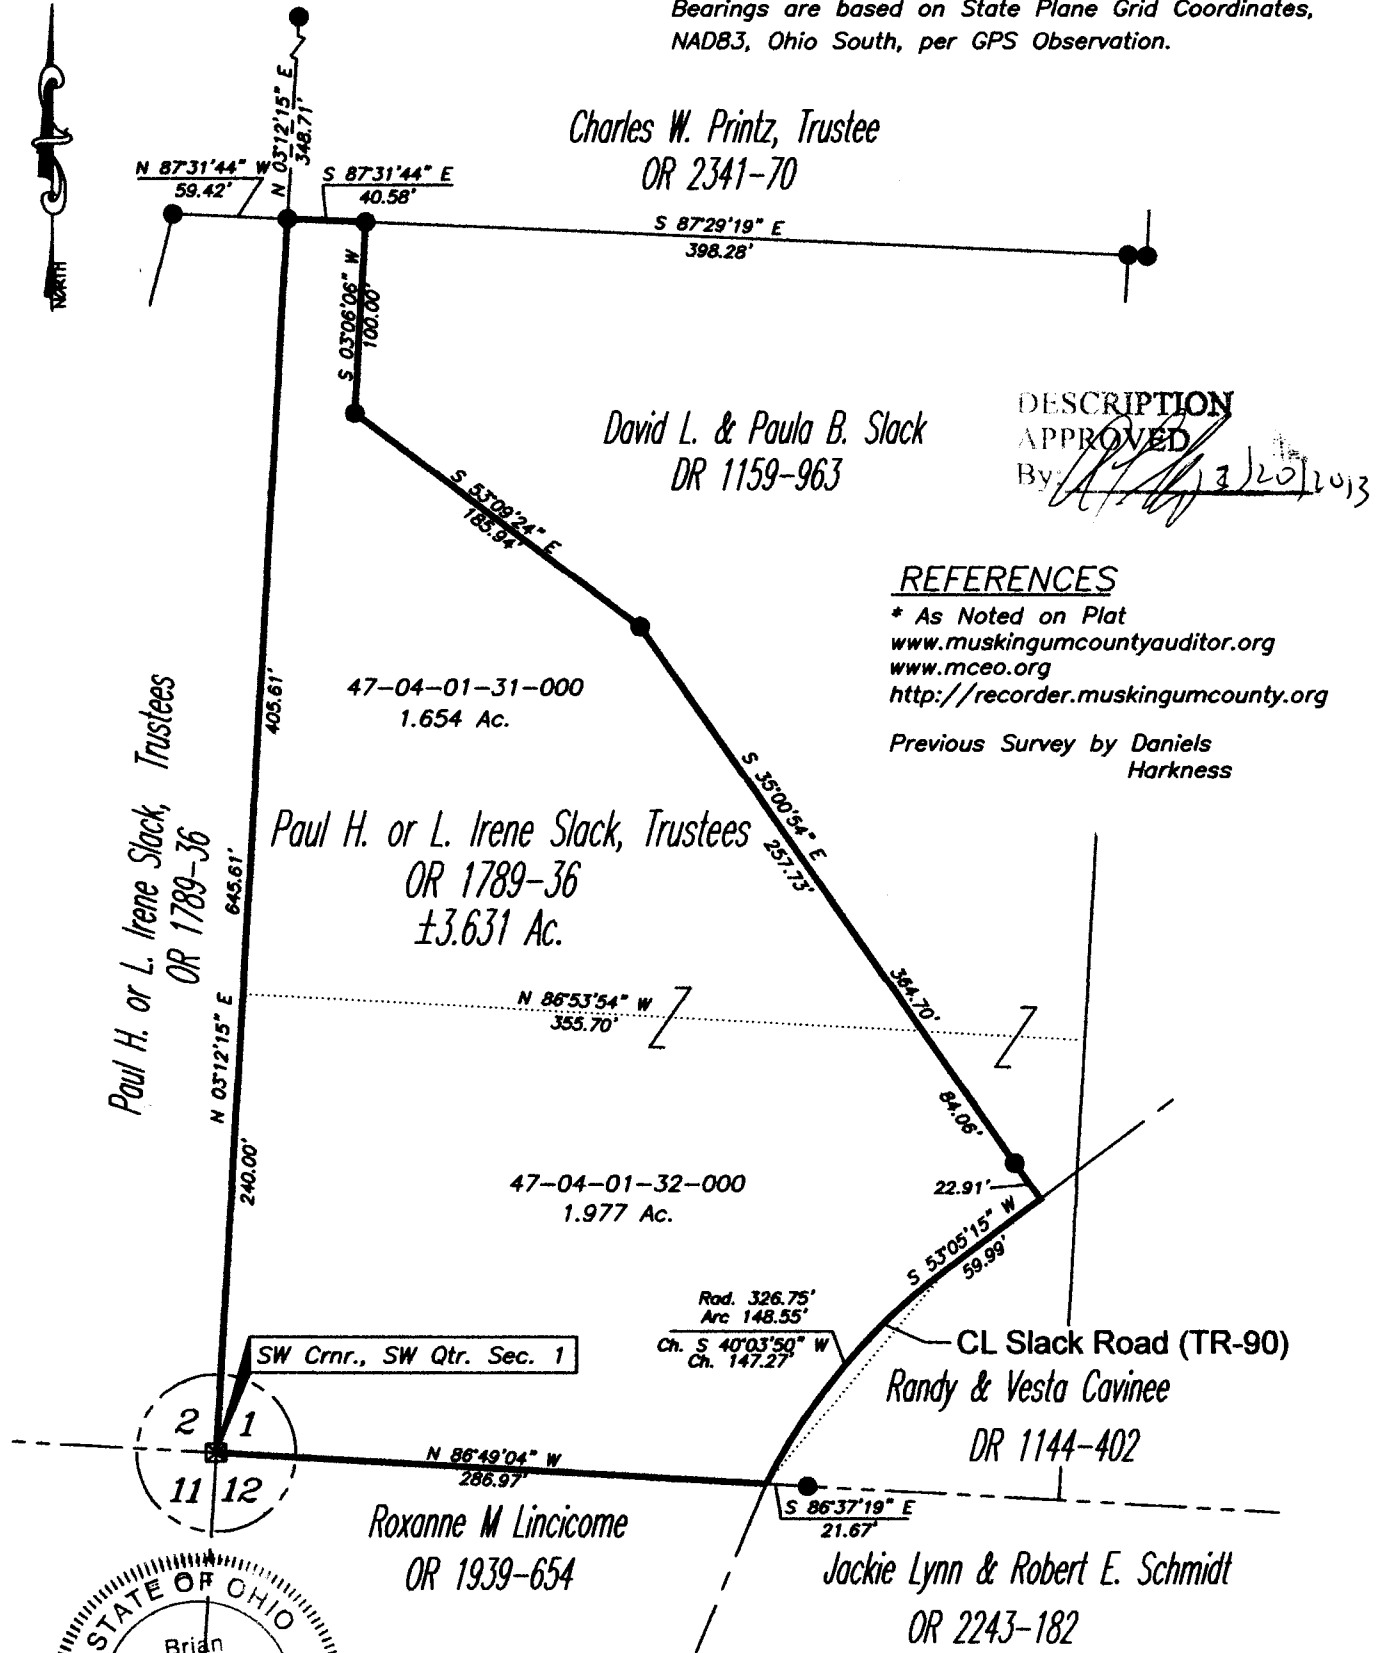 Bearings are based on State Plane Grid Coordinates,
NAD83, Ohio South, per GPS Observation.
NORTH
N 03°12'15" E
348.71'
Charles W. Printz, Trustee
OR 2341-70
N 87°31'44" W
59.42'
S 87°31'44" E
40.58'
S 87°29'19" E
398.28'
S 03°06'06" W
100.00'
David L. & Paula B. Slack
DR 1159-963
DESCRIPTION
APPROVED
By:
20/2013
S 53°09'24" E
185.94'
REFERENCES
* As Noted on Plat
www.muskingumcountyauditor.org
www.mceo.org
http://recorder.muskingumcounty.org
Previous Survey by Daniels
Harkness
405.61'
47-04-01-31-000
1.654 Ac.
Paul H. or L. Irene Slack, Trustees
OR 1789-36
S 35°00'54" E
257.73'
Paul H. or L. Irene Slack, Trustees
OR 1789-36
±3.631 Ac.
645.61'
N 03°12'15" E
N 86°53'54" W
355.70'
364.70'
84.06'
240.00'
47-04-01-32-000
1.977 Ac.
22.91'
S 53°05'15" W
59.99'
Rad. 326.75'
Arc 148.55'
Ch. S 40°03'50" W
Ch. 147.27'
CL Slack Road (TR-90)
SW Crnr., SW Qtr. Sec. 1
Randy & Vesta Cavinee
DR 1144-402
2 1
11 12
N 86°49'04" W
286.97'
S 86°37'19" E
21.67'
Roxanne M Lincicome
OR 1939-654
Jackie Lynn & Robert E. Schmidt
OR 2243-182
STATE OF OHIO
Brian